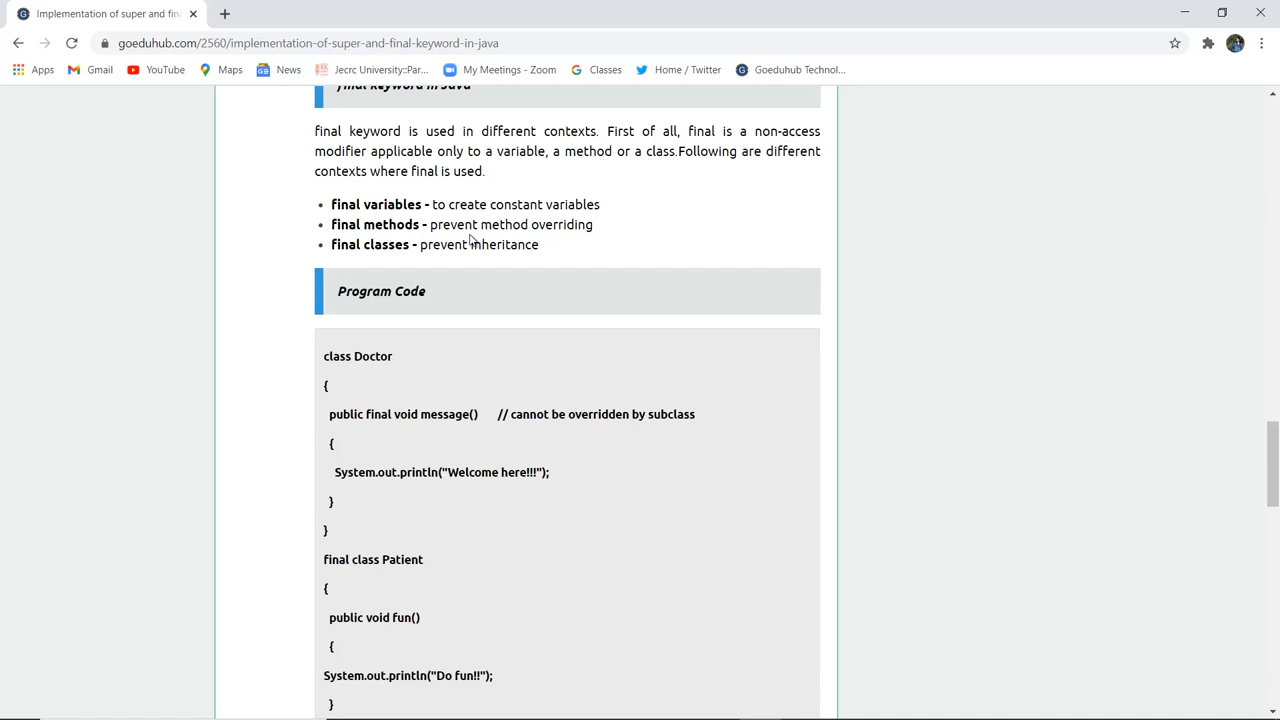 Implementation of super and fina
goeduhub.com/2560/implementation-of-super-and-final-keyword-in-java
Apps Gmail YouTube Maps News Jecrc University::Par... My Meetings - Zoom Classes Home / Twitter Goeduhub Technol...
final keyword in Java
final keyword is used in different contexts. First of all, final is a non-access
modifier applicable only to a variable, a method or a class.Following are different
contexts where final is used.
• final variables - to create constant variables
• final methods - prevent method overriding
• final classes - prevent inheritance
Program Code
class Doctor
{
public final void message() // cannot be overridden by subclass
{
System.out.println("Welcome here!!!");
}
}
final class Patient
{
public void fun()
{
System.out.println("Do fun!!");
}